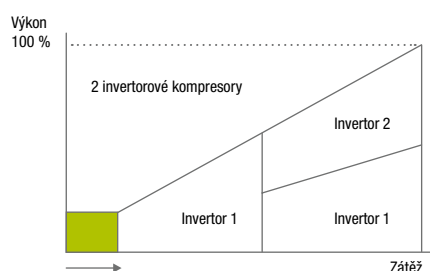 Výkon
100 %
2 invertorové kompresory
Invertor 2
Invertor 1
Invertor 1
Zátěž